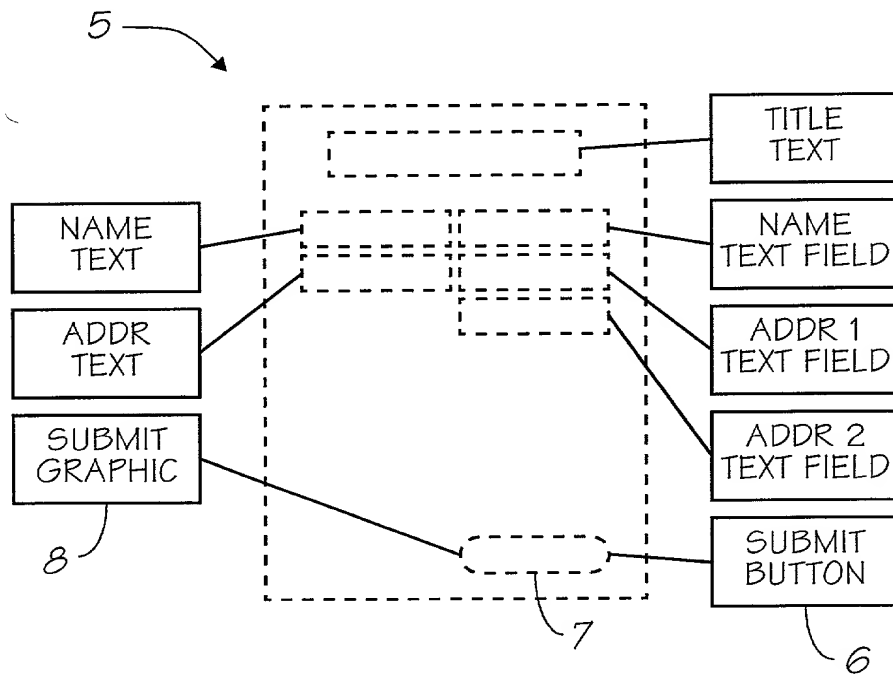 5
TITLE
TEXT
NAME
TEXT
NAME
TEXT FIELD
ADDR
TEXT
ADDR 1
TEXT FIELD
SUBMIT
GRAPHIC
ADDR 2
TEXT FIELD
8
SUBMIT
BUTTON
7
6